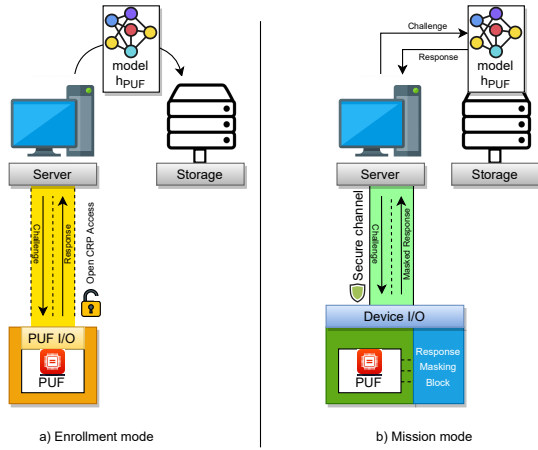 model
hPUF
Server
Storage
Challenge
Response
Open CRP Access
PUF I/O
PUF
a) Enrollment mode
Challenge
Response
model
hPUF
Server
Storage
Secure channel
Challenge
Masked Response
Device I/O
PUF
Response
Masking
Block
b) Mission mode